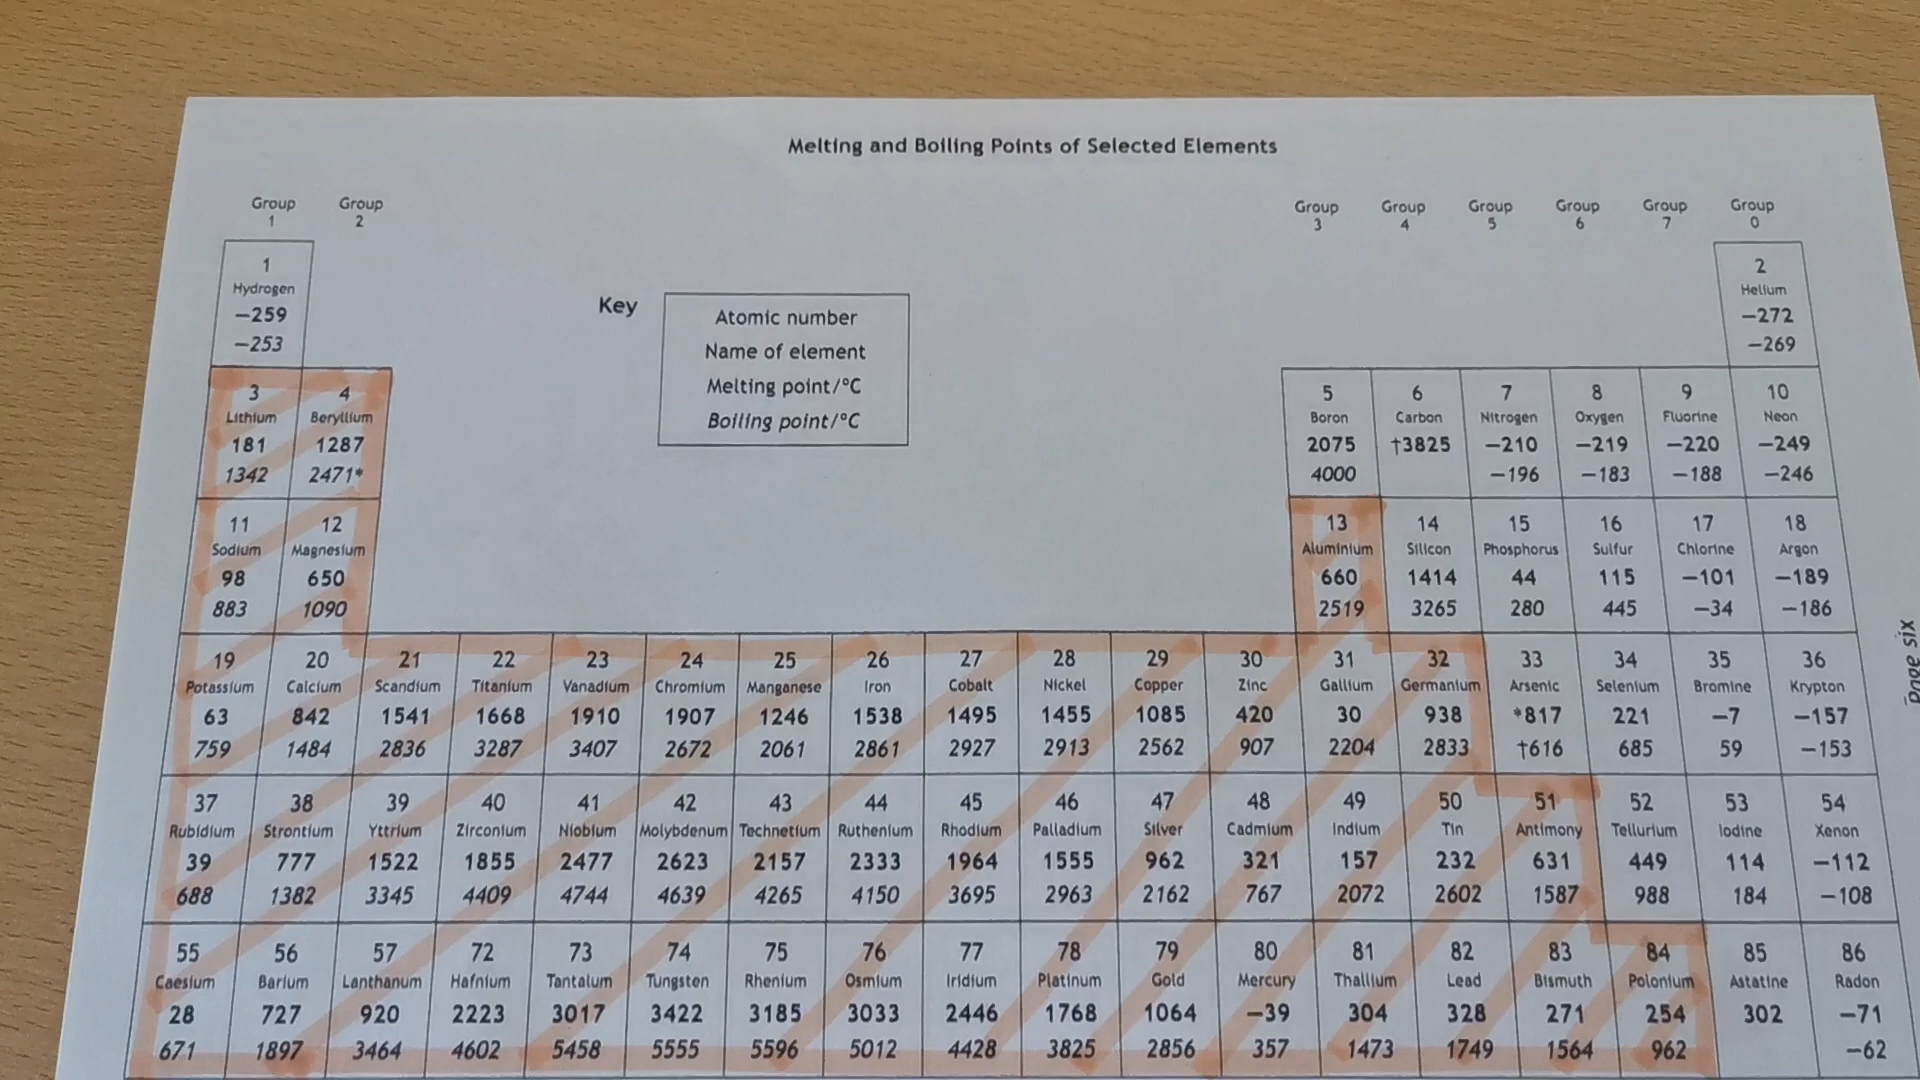 Melting and Boiling Points of Selected Elements
Group Group Group Group Group Group Group Group
1 2 3 4 5 6 7 0
1 2
Hydrogen Helium
−259 −272
−253 −269
Key
Atomic number
Name of element
Melting point/°C
Boiling point/°C
3 4 5 6 7 8 9 10
Lithium Beryllium Boron Carbon Nitrogen Oxygen Fluorine Neon
181 1287 2075 †3825 −210 −219 −220 −249
1342 2471* 4000 −196 −183 −188 −246
11 12 13 14 15 16 17 18
Sodium Magnesium Aluminium Silicon Phosphorus Sulfur Chlorine Argon
98 650 660 1414 44 115 −101 −189
883 1090 2519 3265 280 445 −34 −186
19 20 21 22 23 24 25 26 27 28 29 30 31 32 33 34 35 36
Potassium Calcium Scandium Titanium Vanadium Chromium Manganese Iron Cobalt Nickel Copper Zinc Gallium Germanium Arsenic Selenium Bromine Krypton
63 842 1541 1668 1910 1907 1246 1538 1495 1455 1085 420 30 938 *817 221 −7 −157
759 1484 2836 3287 3407 2672 2061 2861 2927 2913 2562 907 2204 2833 †616 685 59 −153
37 38 39 40 41 42 43 44 45 46 47 48 49 50 51 52 53 54
Rubidium Strontium Yttrium Zirconium Niobium Molybdenum Technetium Ruthenium Rhodium Palladium Silver Cadmium Indium Tin Antimony Tellurium Iodine Xenon
39 777 1522 1855 2477 2623 2157 2333 1964 1555 962 321 157 232 631 449 114 −112
688 1382 3345 4409 4744 4639 4265 4150 3695 2963 2162 767 2072 2602 1587 988 184 −108
55 56 57 72 73 74 75 76 77 78 79 80 81 82 83 84 85 86
Caesium Barium Lanthanum Hafnium Tantalum Tungsten Rhenium Osmium Iridium Platinum Gold Mercury Thallium Lead Bismuth Polonium Astatine Radon
28 727 920 2223 3017 3422 3185 3033 2446 1768 1064 −39 304 328 271 254 302 −71
671 1897 3464 4602 5458 5555 5596 5012 4428 3825 2856 357 1473 1749 1564 962 −62
Page six